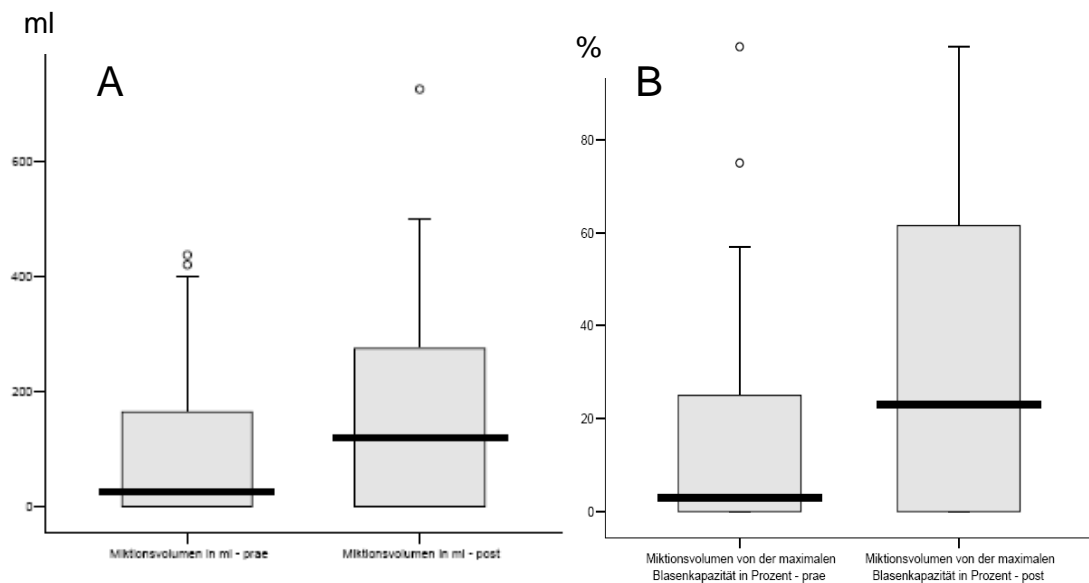 ml
A
600
400
200
0
Miktionsvolumen in ml - prae
Miktionsvolumen in ml - post
%
B
80
60
40
20
0
Miktionsvolumen von der maximalen
Blasenkapazität in Prozent - prae
Miktionsvolumen von der maximalen
Blasenkapazität in Prozent - post